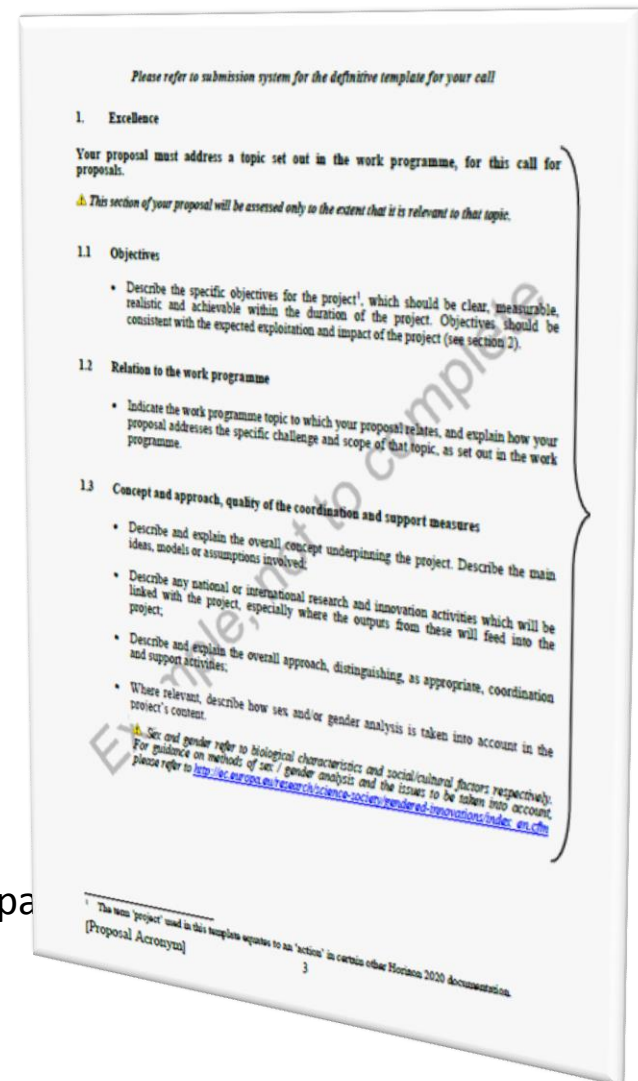 Please refer to submission system for the definitive template for your call
1. Excellence
Your proposal must address a topic set out in the work programme, for this call for
proposals.
⚠ This section of your proposal will be assessed only to the extent that it is relevant to that topic.
1.1 Objectives
• Describe the specific objectives for the project¹, which should be clear, measurable,
realistic and achievable within the duration of the project. Objectives should be
consistent with the expected exploitation and impact of the project (see section 2).
1.2 Relation to the work programme
• Indicate the work programme topic to which your proposal relates, and explain how your
proposal addresses the specific challenge and scope of that topic, as set out in the work
programme.
1.3 Concept and approach, quality of the coordination and support measures
• Describe and explain the overall concept underpinning the project. Describe the main
ideas, models or assumptions involved;
• Describe any national or international research and innovation activities which will be
linked with the project, especially where the outputs from these will feed into the
project;
• Describe and explain the overall approach, distinguishing, as appropriate, coordination
and support activities;
• Where relevant, describe how sex and/or gender analysis is taken into account in the
project's content.
⚠ Sex and gender refer to biological characteristics and social/cultural factors respectively.
For guidance on methods of sex / gender analysis and the issues to be taken into account,
please refer to http://ec.europa.eu/research/science-society/gendered-innovations/index_en.cfm
Example, not to complete
pa
¹ The term 'project' used in this template equates to an 'action' in certain other Horizon 2020 documentation.
[Proposal Acronym]
3